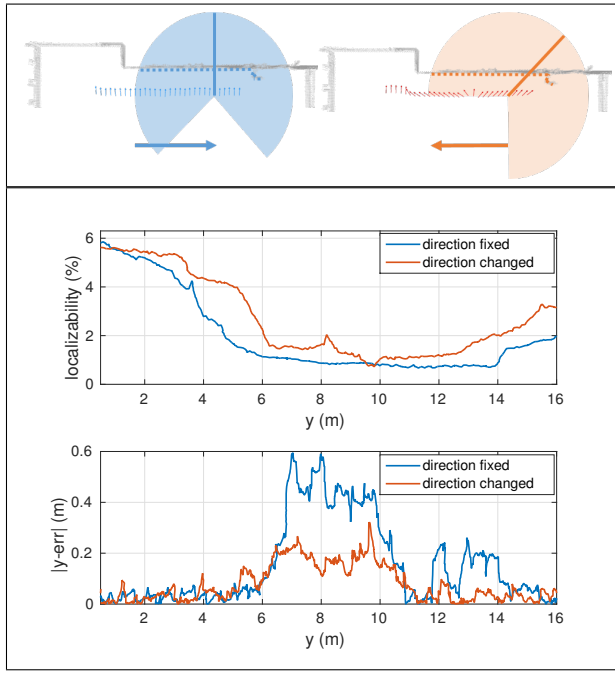 6
4
2
0
localizability (%)
direction fixed
direction changed
2 4 6 8 10 12 14 16
y (m)
0.6
0.4
0.2
0
|y-err| (m)
direction fixed
direction changed
2 4 6 8 10 12 14 16
y (m)